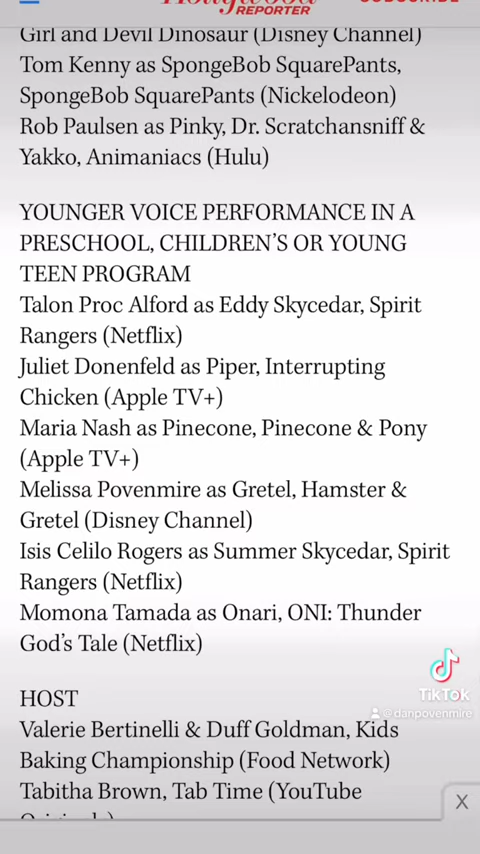 Hollywood
REPORTER
SUBSCRIBE
Girl and Devil Dinosaur (Disney Channel)
Tom Kenny as SpongeBob SquarePants,
SpongeBob SquarePants (Nickelodeon)
Rob Paulsen as Pinky, Dr. Scratchansniff &
Yakko, Animaniacs (Hulu)
YOUNGER VOICE PERFORMANCE IN A
PRESCHOOL, CHILDREN’S OR YOUNG
TEEN PROGRAM
Talon Proc Alford as Eddy Skycedar, Spirit
Rangers (Netflix)
Juliet Donenfeld as Piper, Interrupting
Chicken (Apple TV+)
Maria Nash as Pinecone, Pinecone & Pony
(Apple TV+)
Melissa Povenmire as Gretel, Hamster &
Gretel (Disney Channel)
Isis Celilo Rogers as Summer Skycedar, Spirit
Rangers (Netflix)
Momona Tamada as Onari, ONI: Thunder
God’s Tale (Netflix)
TikTok
@danpovenmire
HOST
Valerie Bertinelli & Duff Goldman, Kids
Baking Championship (Food Network)
Tabitha Brown, Tab Time (YouTube
X